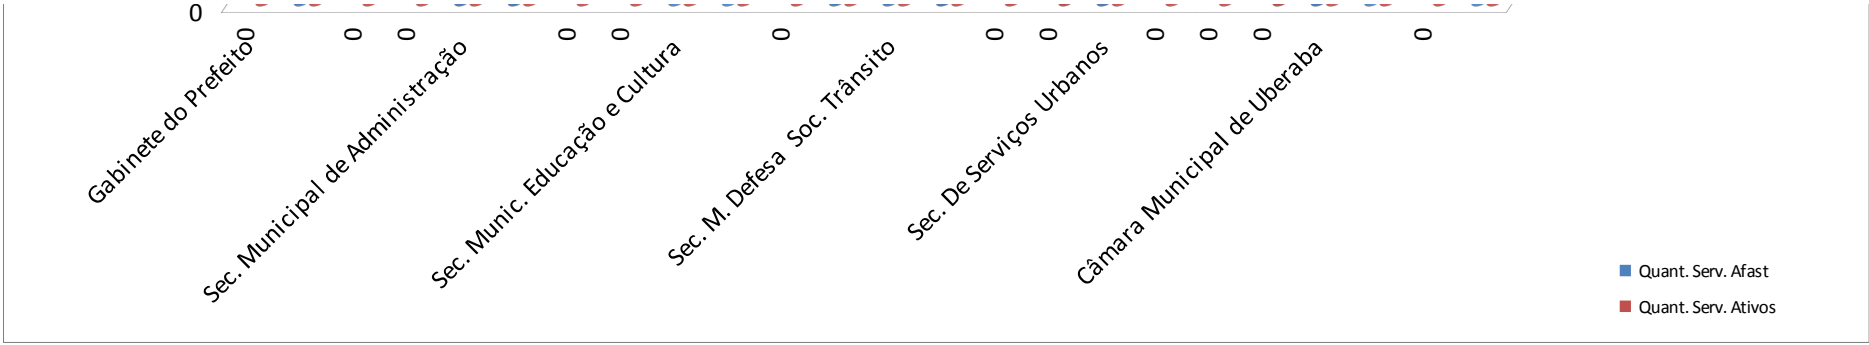 0
0 0 0 0 0 0 0 0 0 0 0 0
Gabinete do Prefeito
Sec. Municipal de Administração
Sec. Munic. Educação e Cultura
Sec. M. Defesa  Soc. Trânsito
Sec. De Serviços Urbanos
Câmara Municipal de Uberaba
Quant. Serv. Afast
Quant. Serv. Ativos